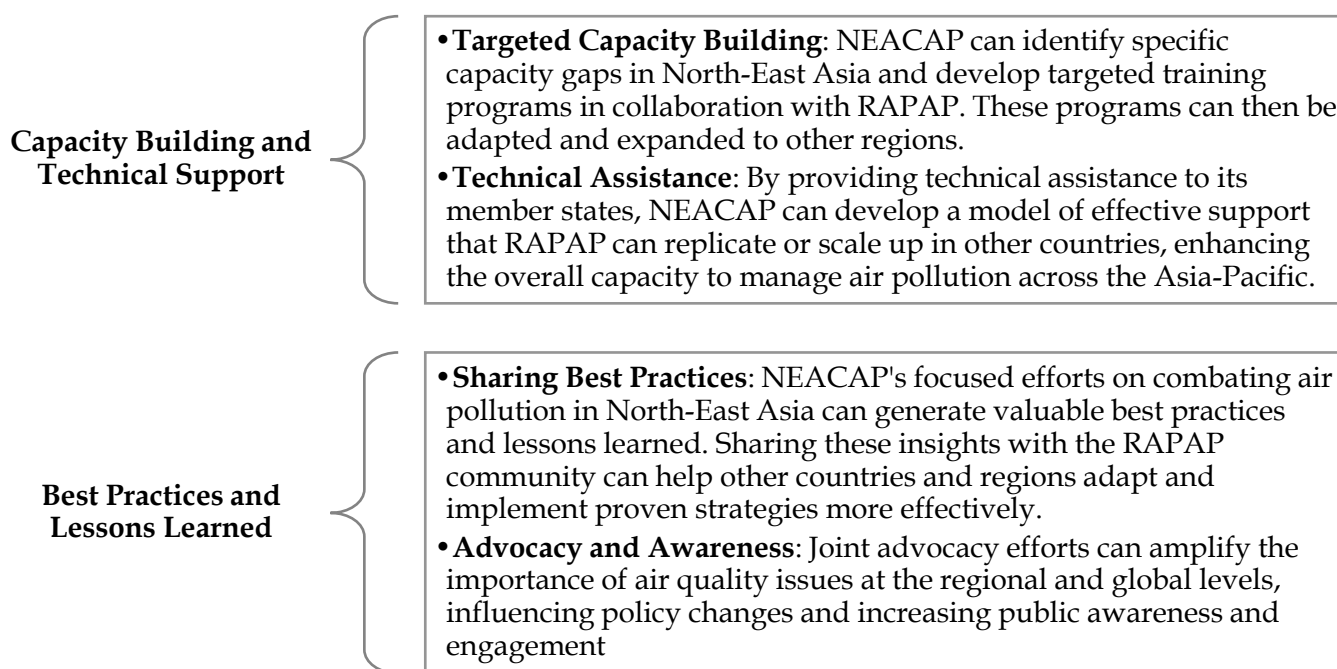 Capacity Building and
Technical Support
•Targeted Capacity Building: NEACAP can identify specific
capacity gaps in North-East Asia and develop targeted training
programs in collaboration with RAPAP. These programs can then be
adapted and expanded to other regions.
•Technical Assistance: By providing technical assistance to its
member states, NEACAP can develop a model of effective support
that RAPAP can replicate or scale up in other countries, enhancing
the overall capacity to manage air pollution across the Asia-Pacific.
Best Practices and
Lessons Learned
•Sharing Best Practices: NEACAP's focused efforts on combating air
pollution in North-East Asia can generate valuable best practices
and lessons learned. Sharing these insights with the RAPAP
community can help other countries and regions adapt and
implement proven strategies more effectively.
•Advocacy and Awareness: Joint advocacy efforts can amplify the
importance of air quality issues at the regional and global levels,
influencing policy changes and increasing public awareness and
engagement